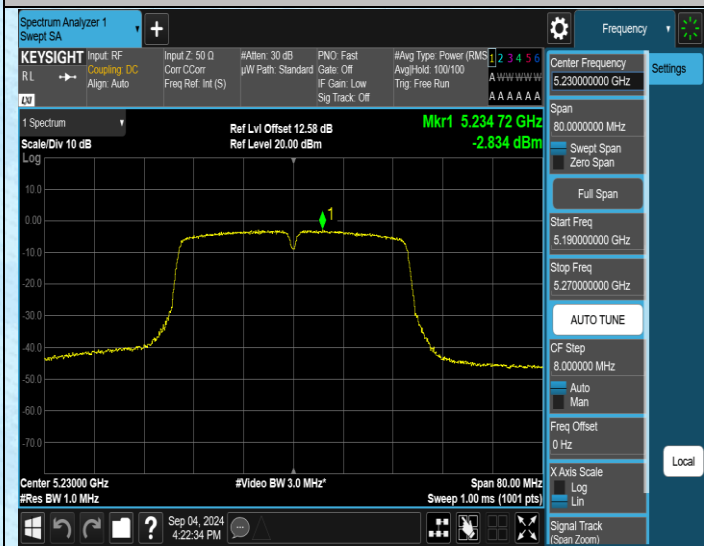 Spectrum Analyzer 1
Swept SA
+
Frequency
KEYSIGHT
RL
LXI
Input: RF
Coupling: DC
Align: Auto
Input Z: 50 Ω
Corr CCorr
Freq Ref: Int (S)
#Atten: 30 dB
µW Path: Standard
PNO: Fast
Gate: Off
IF Gain: Low
Sig Track: Off
#Avg Type: Power (RMS
Avg|Hold: 100/100
Trig: Free Run
1 2 3 4 5 6
A W W W W W
A A A A A A
1 Spectrum
Scale/Div 10 dB
Ref Lvl Offset 12.58 dB
Ref Level 20.00 dBm
Mkr1 5.234 72 GHz
-2.834 dBm
Log
10.0
0.00
-10.0
-20.0
-30.0
-40.0
-50.0
-60.0
-70.0
1
Center 5.23000 GHz
#Res BW 1.0 MHz
#Video BW 3.0 MHz*
Span 80.00 MHz
Sweep 1.00 ms (1001 pts)
Center Frequency
5.230000000 GHz
Settings
Span
80.0000000 MHz
Swept Span
Zero Span
Full Span
Start Freq
5.190000000 GHz
Stop Freq
5.270000000 GHz
AUTO TUNE
CF Step
8.000000 MHz
Auto
Man
Freq Offset
0 Hz
X Axis Scale
Log
Lin
Signal Track
(Span Zoom)
Local
?
Sep 04, 2024
4:22:34 PM